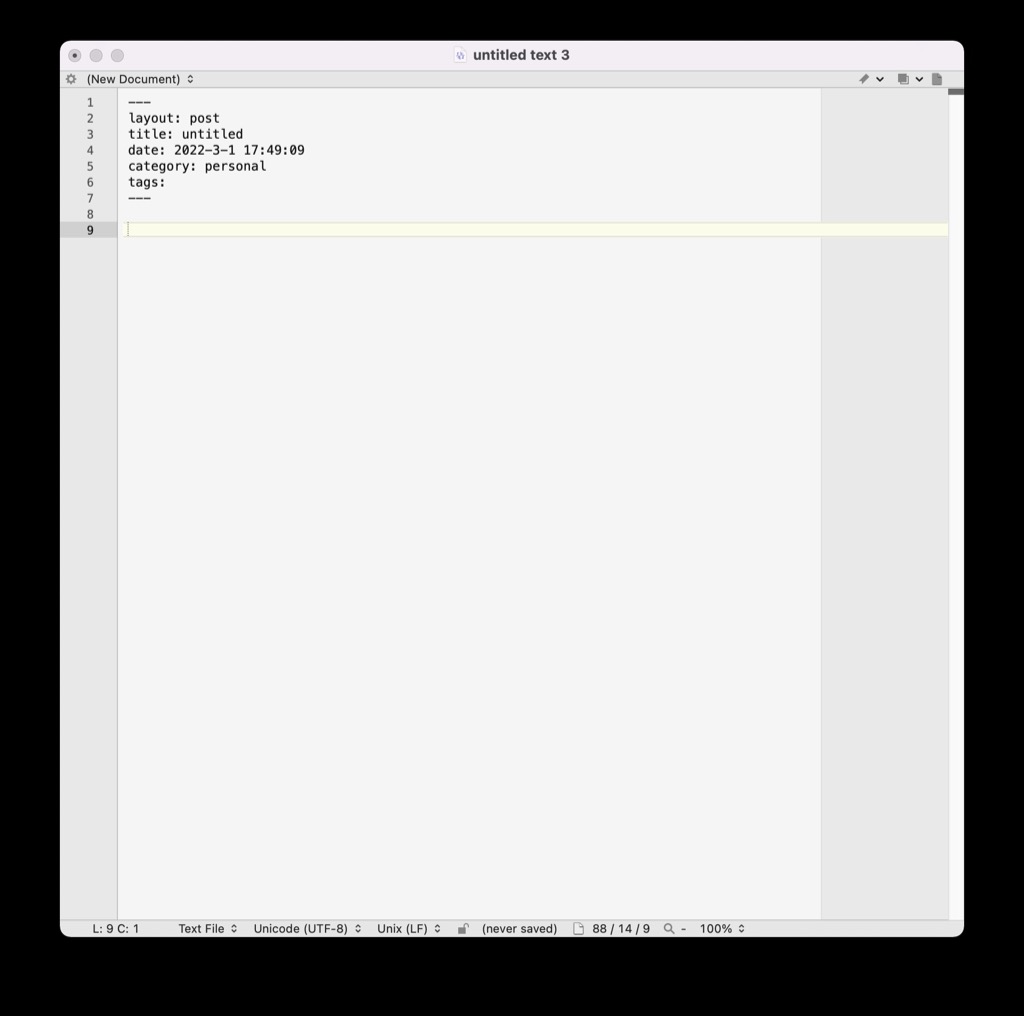 untitled text 3
(New Document)
1 ---
2 layout: post
3 title: untitled
4 date: 2022-3-1 17:49:09
5 category: personal
6 tags:
7 ---
8
9
L: 9 C: 1 Text File Unicode (UTF-8) Unix (LF) (never saved) 88 / 14 / 9 - 100%